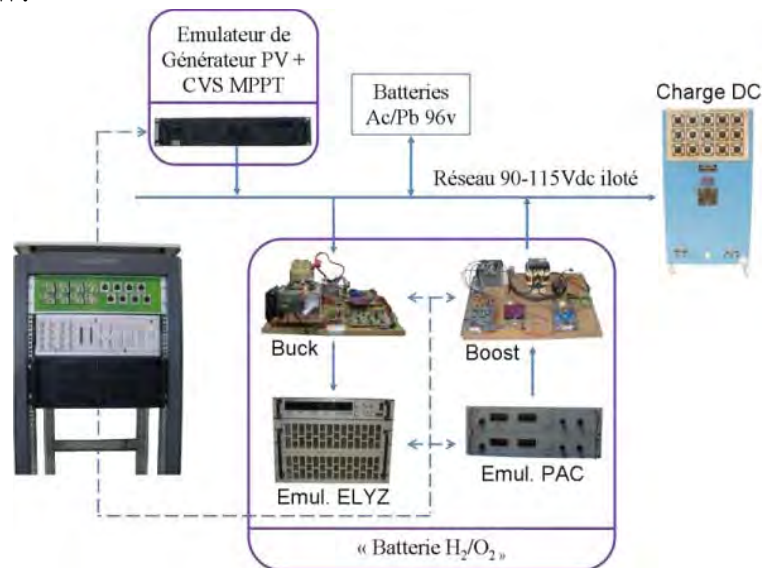 Emulateur de
Générateur PV +
CVS MPPT
Batteries
Ac/Pb 96v
Charge DC
Réseau 90-115Vdc iloté
Buck
Boost
Emul. ELYZ
Emul. PAC
« Batterie H₂/O₂ »